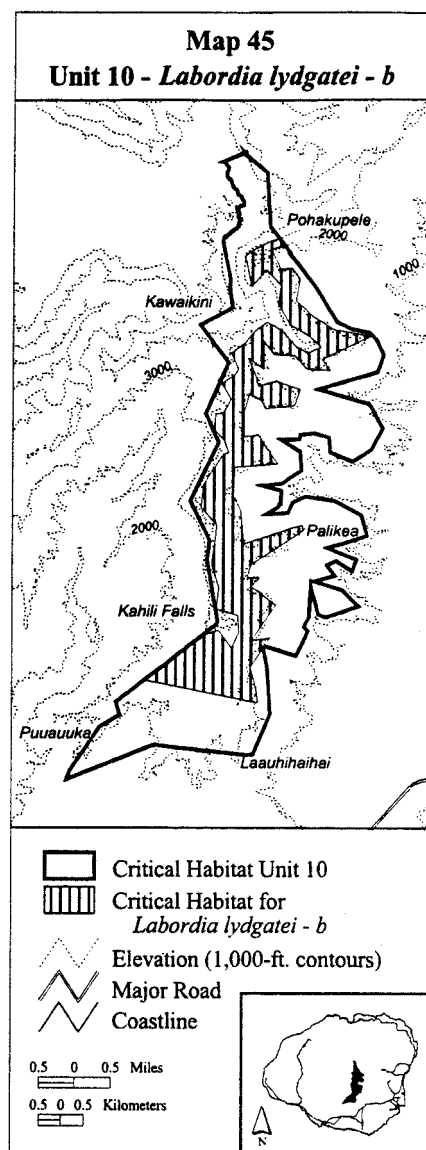 Map 45
Unit 10 - Labordia lydgatei - b
Pohakupele
2000
1000
Kawaikini
3000
2000
Palikea
Kahili Falls
Puuauuka
Laauhihaihai
Critical Habitat Unit 10
Critical Habitat for
Labordia lydgatei - b
Elevation (1,000-ft. contours)
Major Road
Coastline
0.5 0 0.5 Miles
0.5 0 0.5 Kilometers
N